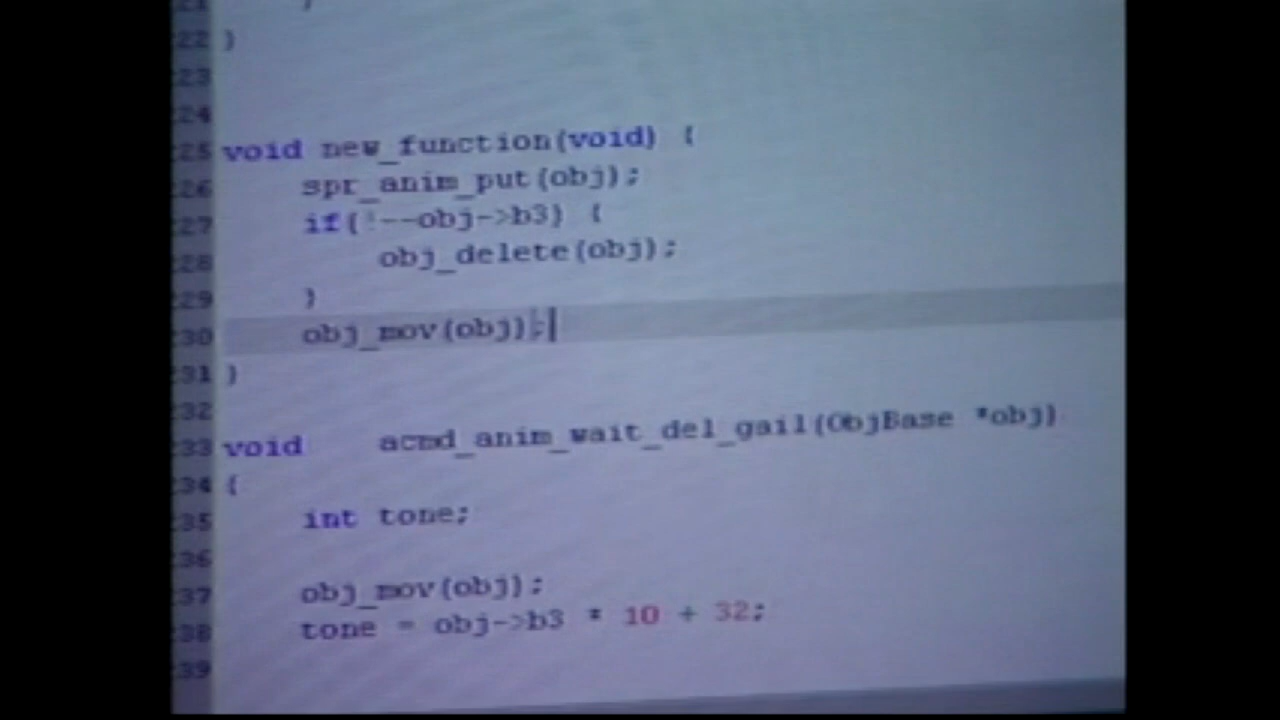 22 }
23
24
25 void new_function(void) {
26 spr_anim_put(obj);
27 if(!--obj->b3) {
28 obj_delete(obj);
29 }
30 obj_mov(obj);
31 }
32
33 void acmd_anim_wait_del_gail(ObjBase *obj)
34 {
35 int tone;
36
37 obj_mov(obj);
38 tone = obj->b3 * 10 + 32;
39